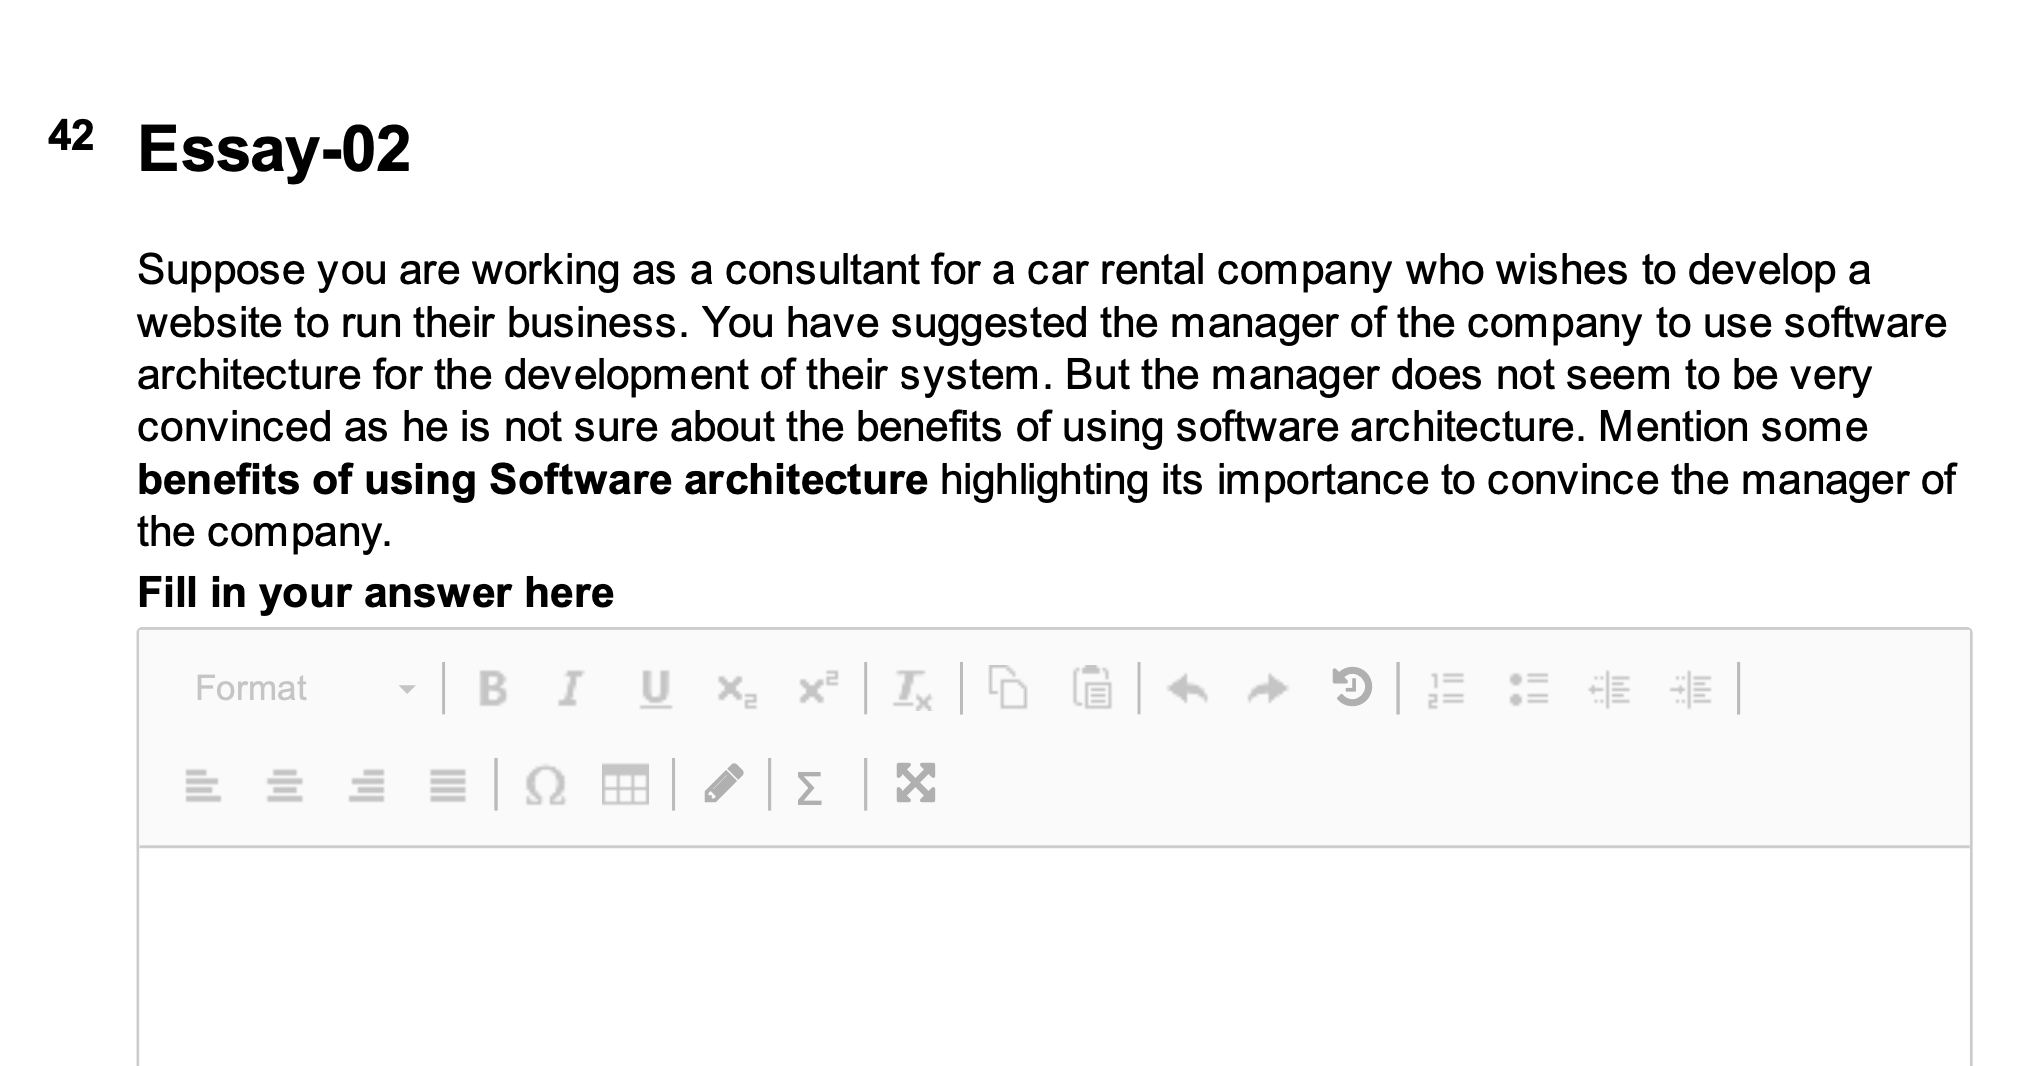 42 Essay-02
Suppose you are working as a consultant for a car rental company who wishes to develop a
website to run their business. You have suggested the manager of the company to use software
architecture for the development of their system. But the manager does not seem to be very
convinced as he is not sure about the benefits of using software architecture. Mention some
benefits of using Software architecture highlighting its importance to convince the manager of
the company.
Fill in your answer here
Format